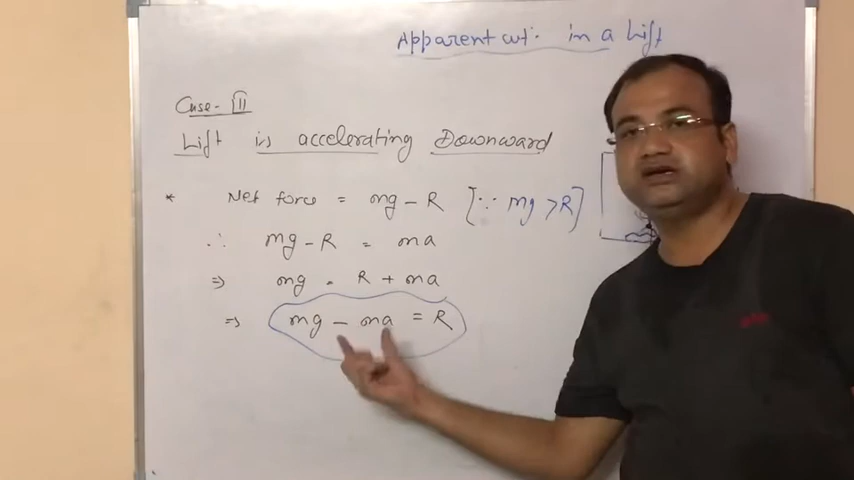 Apparent wt. in a Lift
Case- III
Lift is accelerating Downward
* Net force = mg - R [∵ mg > R]
∴ mg - R = ma
⇒ mg = R + ma
⇒ mg - ma = R